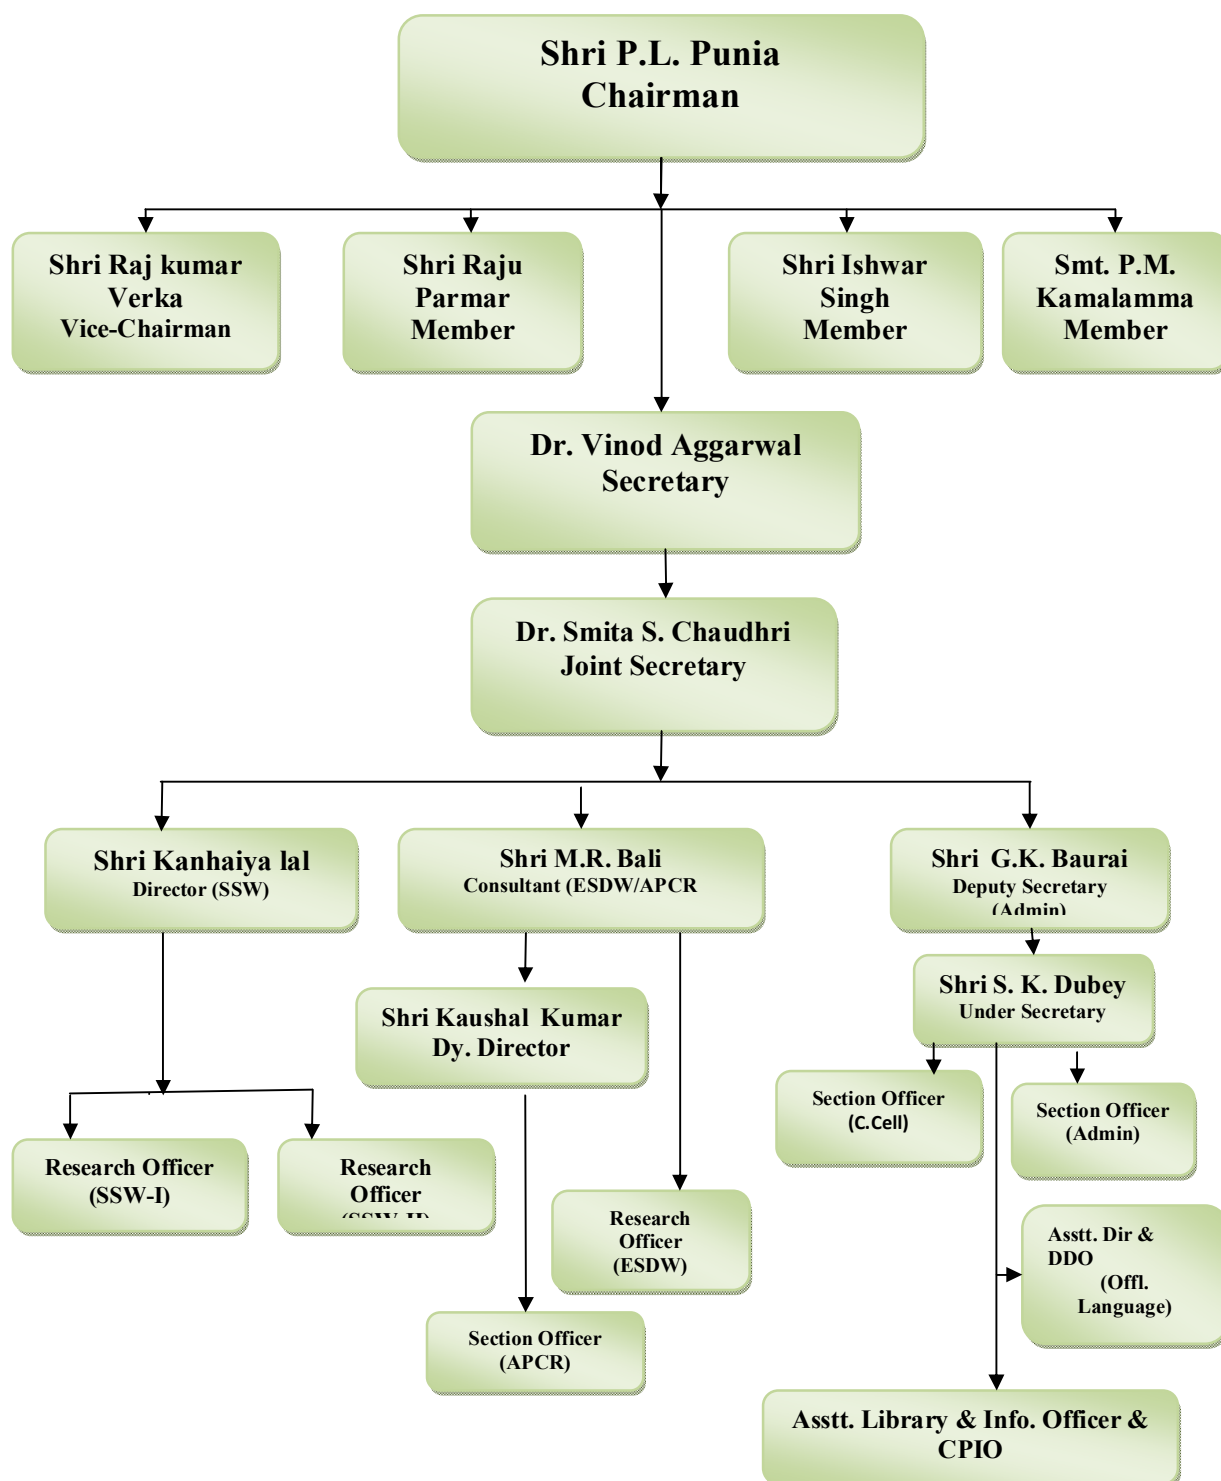 Shri P.L. Punia
Chairman
Shri Raj kumar
Verka
Vice-Chairman
Shri Raju
Parmar
Member
Shri Ishwar
Singh
Member
Smt. P.M.
Kamalamma
Member
Dr. Vinod Aggarwal
Secretary
Dr. Smita S. Chaudhri
Joint Secretary
Shri Kanhaiya lal
Director (SSW)
Shri M.R. Bali
Consultant (ESDW/APCR
Shri G.K. Baurai
Deputy Secretary
(Admin)
Shri S. K. Dubey
Under Secretary
Shri Kaushal Kumar
Dy. Director
Section Officer
(C.Cell)
Section Officer
(Admin)
Research Officer
(SSW-I)
Research
Officer
(SSW-II)
Research
Officer
(ESDW)
Asstt. Dir &
DDO
(Offl.
Language)
Section Officer
(APCR)
Asstt. Library & Info. Officer &
CPIO